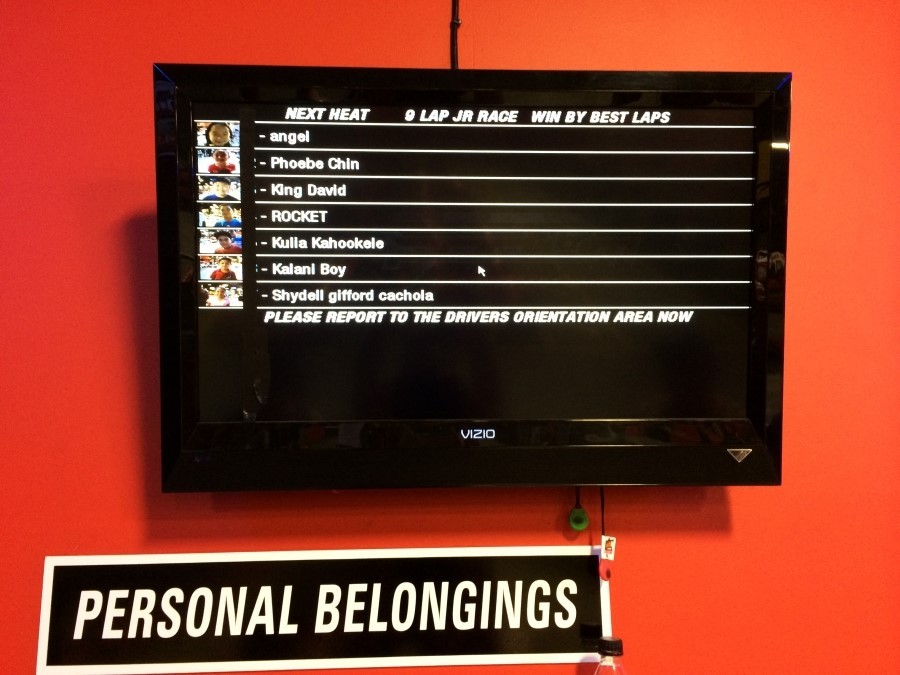 NEXT HEAT 9 LAP JR RACE WIN BY BEST LAPS
- angel
- Phoebe Chin
- King David
- ROCKET
- Kulia Kahookele
- Kalani Boy
- Shydell gifford cachola
PLEASE REPORT TO THE DRIVERS ORIENTATION AREA NOW
VIZIO
PERSONAL BELONGINGS